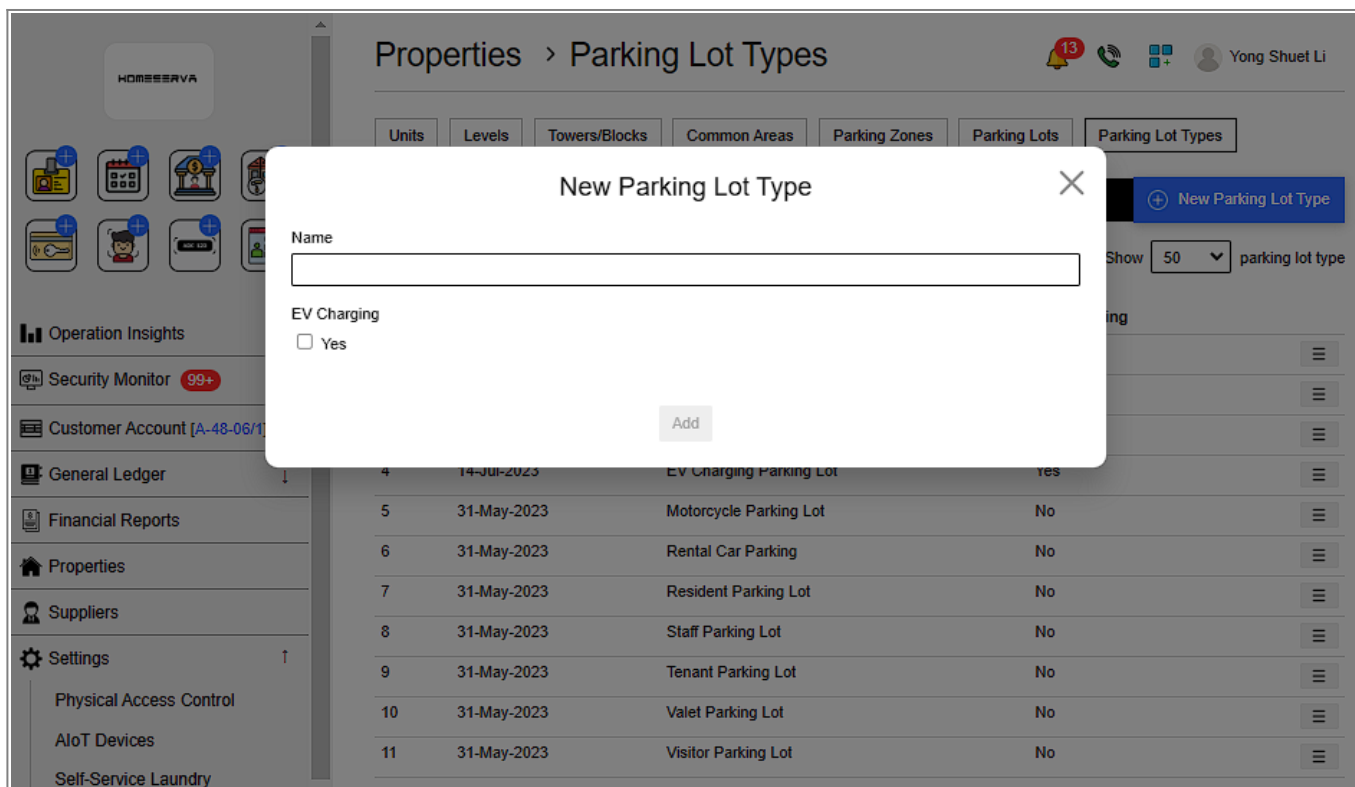 HOMESERVA
Properties > Parking Lot Types
13
Yong Shuet Li
Units Levels Towers/Blocks Common Areas Parking Zones Parking Lots Parking Lot Types
New Parking Lot Type
New Parking Lot Type
Name
Show 50 parking lot type
EV Charging
Yes
ing
Add
Operation Insights
Security Monitor 99+
Customer Account [A-48-06/1]
General Ledger ↓
Financial Reports
Properties
Suppliers
Settings ↑
Physical Access Control
AIoT Devices
Self-Service Laundry
4 14-Jul-2023 EV Charging Parking Lot Yes
5 31-May-2023 Motorcycle Parking Lot No
6 31-May-2023 Rental Car Parking No
7 31-May-2023 Resident Parking Lot No
8 31-May-2023 Staff Parking Lot No
9 31-May-2023 Tenant Parking Lot No
10 31-May-2023 Valet Parking Lot No
11 31-May-2023 Visitor Parking Lot No